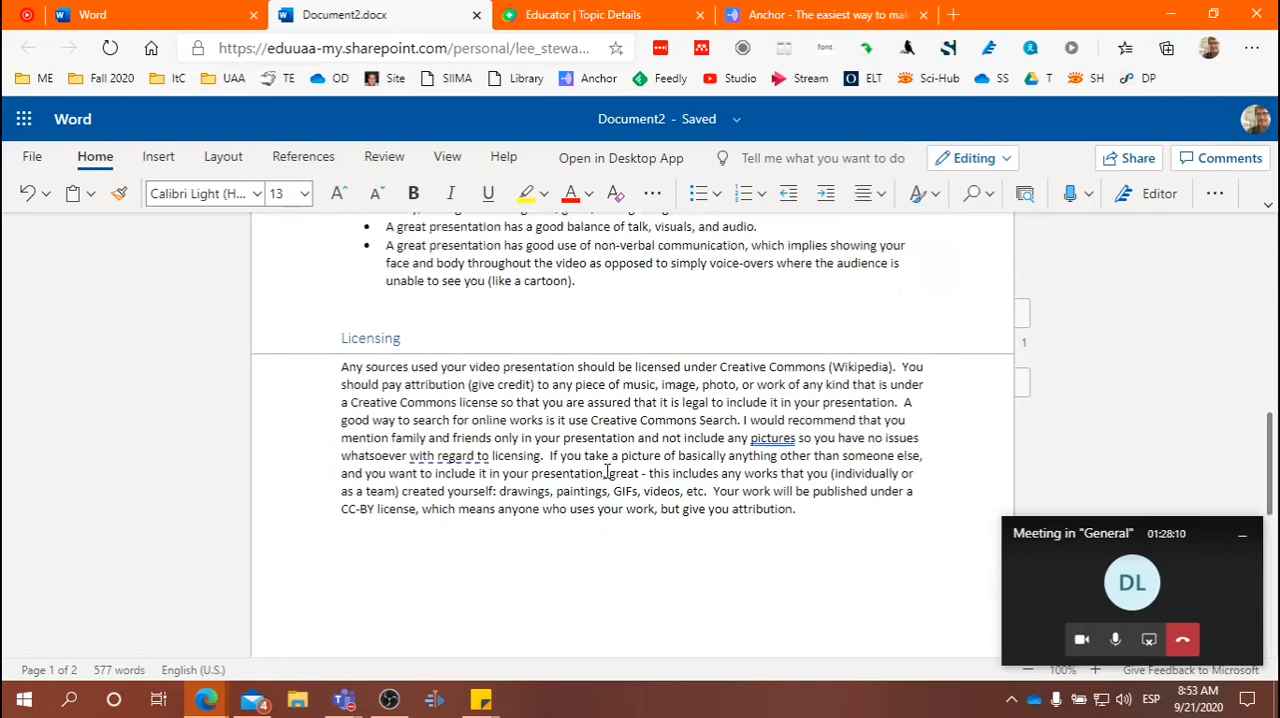 Word
Document2.docx
Educator | Topic Details
Anchor - The easiest way to mak
https://eduuaa-my.sharepoint.com/personal/lee_stewa...
font
ME
Fall 2020
ItC
UAA
TE
OD
Site
SIIMA
Library
Anchor
Feedly
Studio
Stream
ELT
Sci-Hub
SS
T
SH
DP
Word
Document2 - Saved
File Home Insert Layout References Review View Help Open in Desktop App Tell me what you want to do Editing Share Comments
Calibri Light (H... 13 A A B I U A Editor
A great presentation has a good balance of talk, visuals, and audio.
A great presentation has good use of non-verbal communication, which implies showing your
face and body throughout the video as opposed to simply voice-overs where the audience is
unable to see you (like a cartoon).
Licensing
1
Any sources used your video presentation should be licensed under Creative Commons (Wikipedia).  You
should pay attribution (give credit) to any piece of music, image, photo, or work of any kind that is under
a Creative Commons license so that you are assured that it is legal to include it in your presentation.  A
good way to search for online works is it use Creative Commons Search. I would recommend that you
mention family and friends only in your presentation and not include any pictures so you have no issues
whatsoever with regard to licensing.  If you take a picture of basically anything other than someone else,
and you want to include it in your presentation, great - this includes any works that you (individually or
as a team) created yourself: drawings, paintings, GIFs, videos, etc.  Your work will be published under a
CC-BY license, which means anyone who uses your work, but give you attribution.
Meeting in "General" 01:28:10
DL
Page 1 of 2 577 words English (U.S.) 100% Give Feedback to Microsoft
4
ESP
8:53 AM
9/21/2020